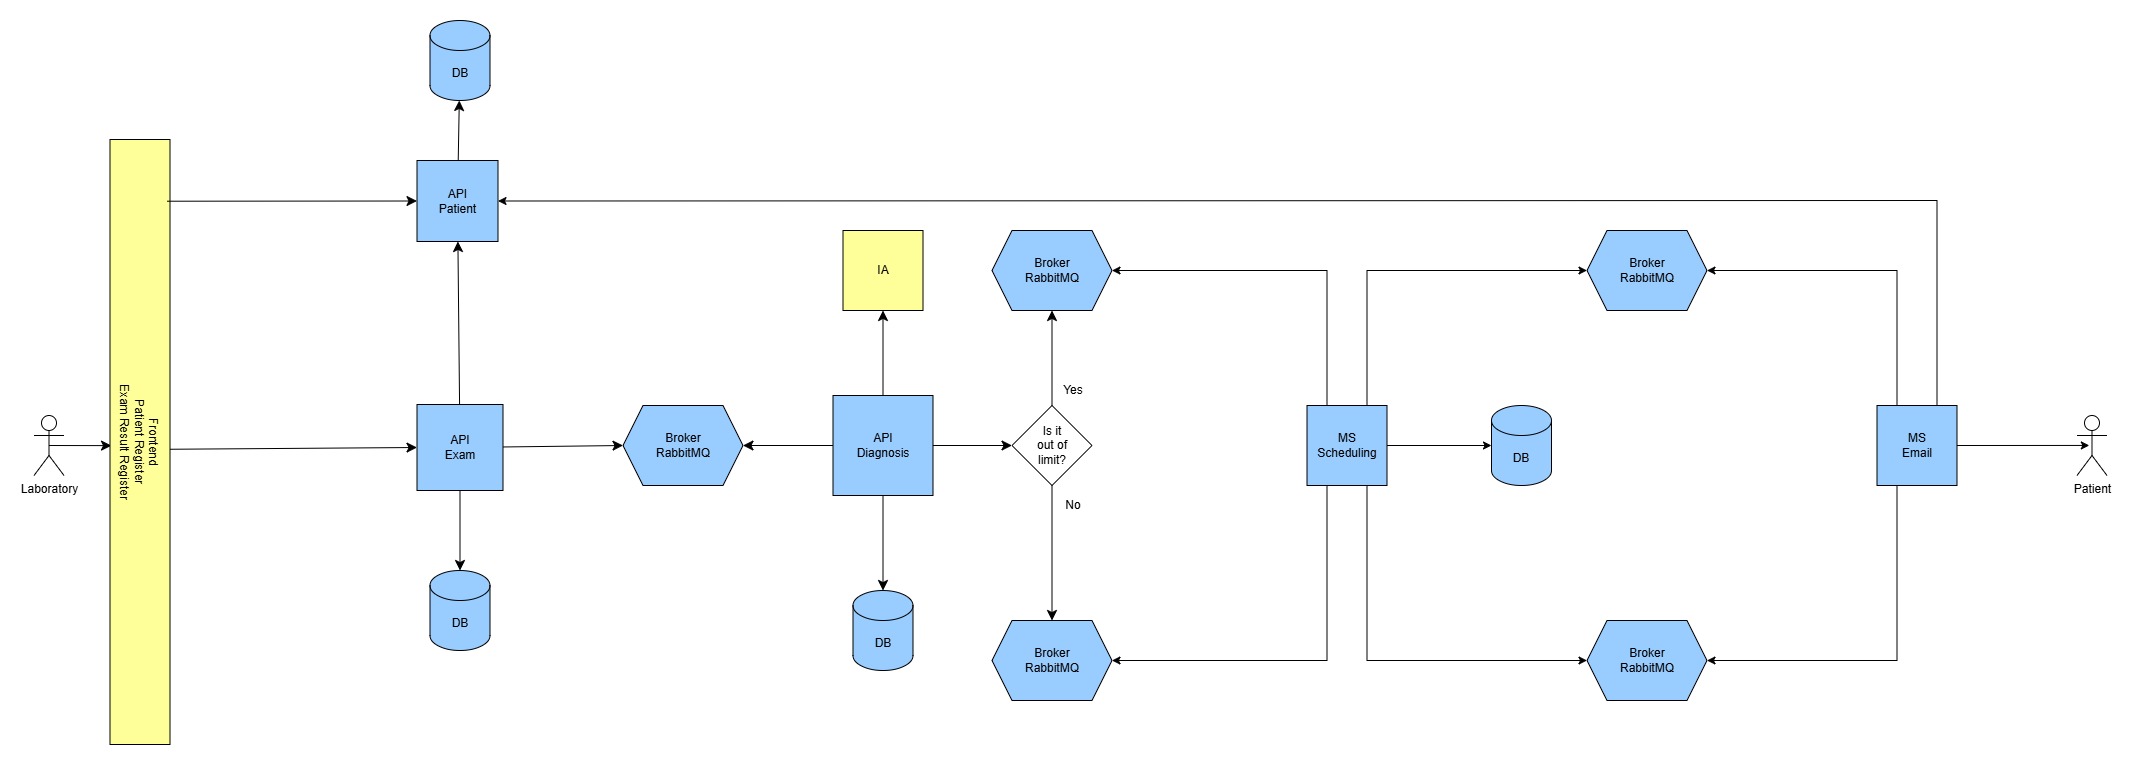 DB
API
Patient
IA
Broker
RabbitMQ
Broker
RabbitMQ
Yes
Laboratory
Frontend
Patient Register
Exam Result Register
API
Exam
Broker
RabbitMQ
API
Diagnosis
Is it
out of
limit?
MS
Scheduling
DB
MS
Email
Patient
No
DB
DB
Broker
RabbitMQ
Broker
RabbitMQ